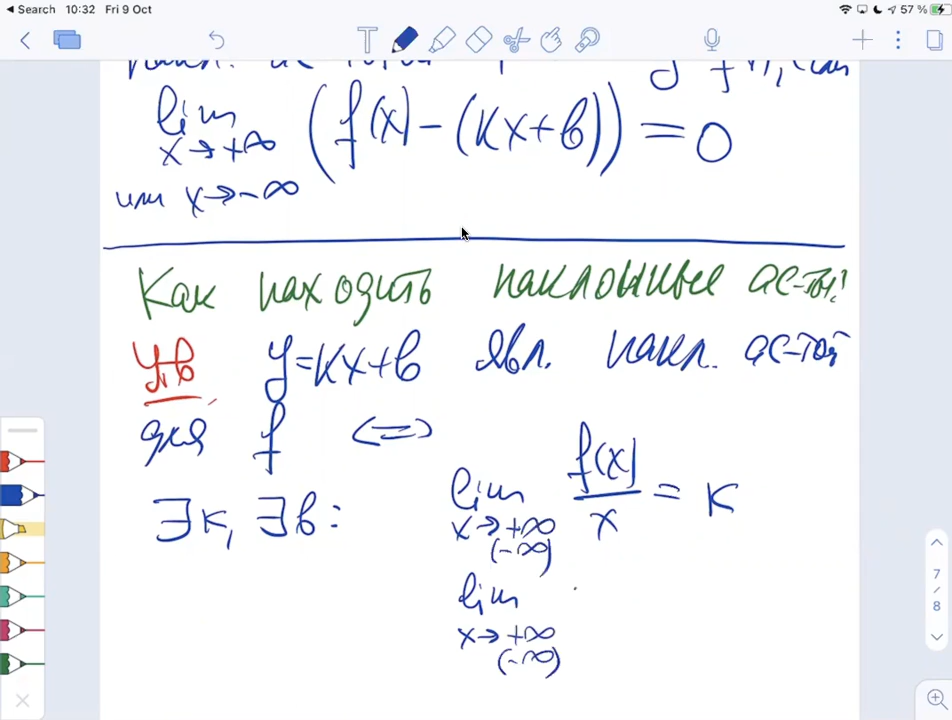 Search 10:32 Fri 9 Oct 57 %
T
lim (f(x) – (kx+b)) = 0
x → +∞
или x → -∞
Как находить наклонные ас-ты?
Утв y = kx+b явл. накл. ас-той
для f <=>
∃k, ∃b: lim f(x)/x = k
x → +∞
(-∞)
lim
x → +∞
(-∞)
7
/
8